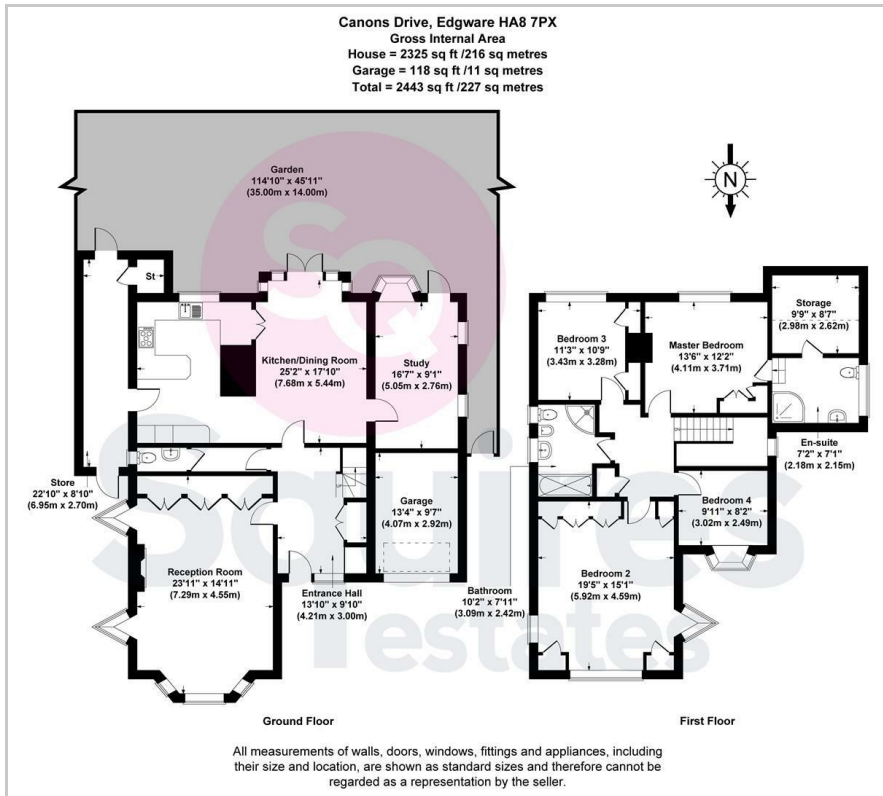 Canons Drive, Edgware HA8 7PX
Gross Internal Area
House = 2325 sq ft /216 sq metres
Garage = 118 sq ft /11 sq metres
Total = 2443 sq ft /227 sq metres
Garden
114'10" x 45'11"
(35.00m x 14.00m)
N
SQ
St
Kitchen/Dining Room
25'2" x 17'10"
(7.68m x 5.44m)
Study
16'7" x 9'1"
(5.05m x 2.76m)
Store
22'10" x 8'10"
(6.95m x 2.70m)
Garage
13'4" x 9'7"
(4.07m x 2.92m)
Reception Room
23'11" x 14'11"
(7.29m x 4.55m)
Entrance Hall
13'10" x 9'10"
(4.21m x 3.00m)
Ground Floor
Storage
9'9" x 8'7"
(2.98m x 2.62m)
Bedroom 3
11'3" x 10'9"
(3.43m x 3.28m)
Master Bedroom
13'6" x 12'2"
(4.11m x 3.71m)
En-suite
7'2" x 7'1"
(2.18m x 2.15m)
Bedroom 4
9'11" x 8'2"
(3.02m x 2.49m)
Bathroom
10'2" x 7'11"
(3.09m x 2.42m)
Bedroom 2
19'5" x 15'1"
(5.92m x 4.59m)
First Floor
Squires
estates
All measurements of walls, doors, windows, fittings and appliances, including
their size and location, are shown as standard sizes and therefore cannot be
regarded as a representation by the seller.